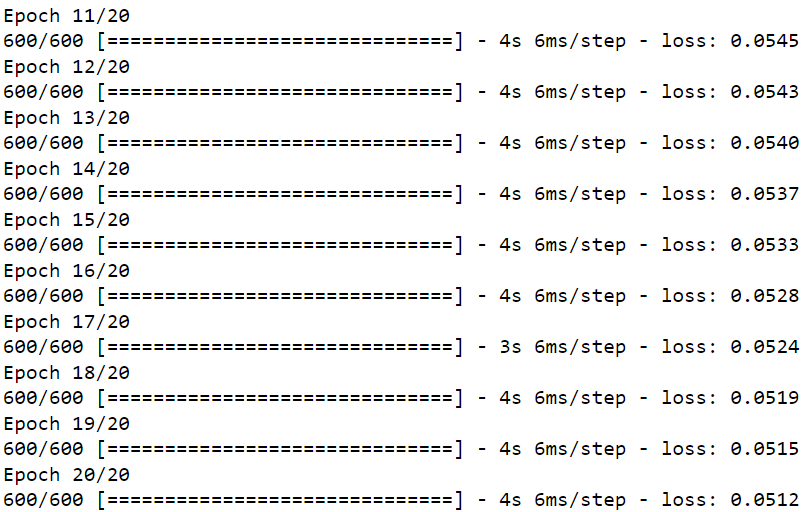 Epoch 11/20
600/600 [==============================] - 4s 6ms/step - loss: 0.0545
Epoch 12/20
600/600 [==============================] - 4s 6ms/step - loss: 0.0543
Epoch 13/20
600/600 [==============================] - 4s 6ms/step - loss: 0.0540
Epoch 14/20
600/600 [==============================] - 4s 6ms/step - loss: 0.0537
Epoch 15/20
600/600 [==============================] - 4s 6ms/step - loss: 0.0533
Epoch 16/20
600/600 [==============================] - 4s 6ms/step - loss: 0.0528
Epoch 17/20
600/600 [==============================] - 3s 6ms/step - loss: 0.0524
Epoch 18/20
600/600 [==============================] - 4s 6ms/step - loss: 0.0519
Epoch 19/20
600/600 [==============================] - 4s 6ms/step - loss: 0.0515
Epoch 20/20
600/600 [==============================] - 4s 6ms/step - loss: 0.0512